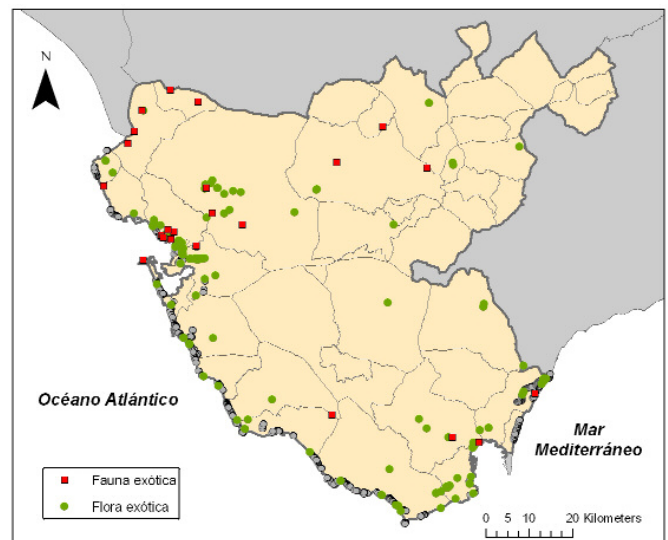 N
Océano Atlántico
Mar
Mediterráneo
Fauna exótica
Flora exótica
0 5 10 20 Kilometers